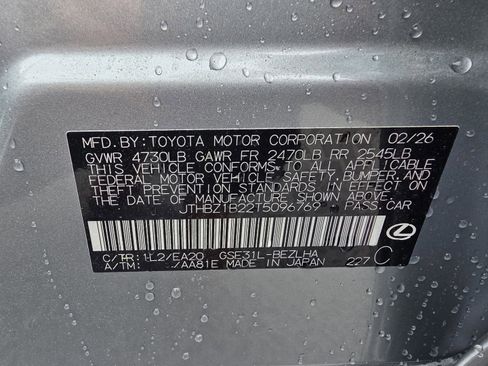 MFD. BY: TOYOTA MOTOR CORPORATION 02/26
GVWR 4730LB GAWR FR 2470LB RR 2545LB
THIS VEHICLE CONFORMS TO ALL APPLICABLE
FEDERAL MOTOR VEHICLE SAFETY, BUMPER, AND
THEFT PREVENTION STANDARDS IN EFFECT ON
THE DATE OF MANUFACTURE SHOWN ABOVE.
JTHBZ1B22T5096769 PASS. CAR
C/TR: 1L2/EA20 GSE31L-BEZLHA
A/TM: /AA81E MADE IN JAPAN 227 C